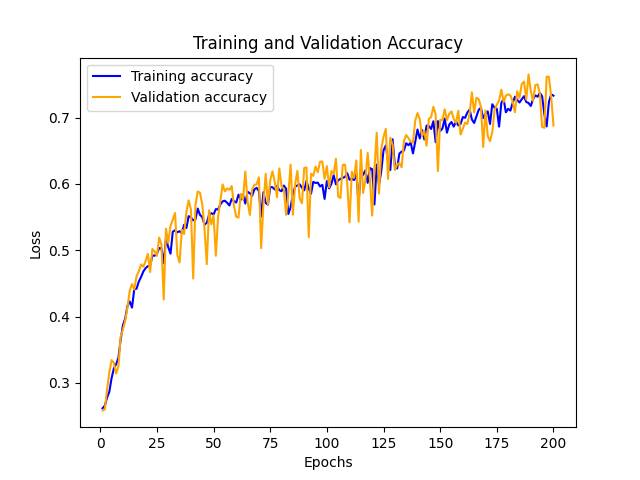 Training and Validation Accuracy
Training accuracy
Validation accuracy
Loss
0.7
0.6
0.5
0.4
0.3
0 25 50 75 100 125 150 175 200
Epochs